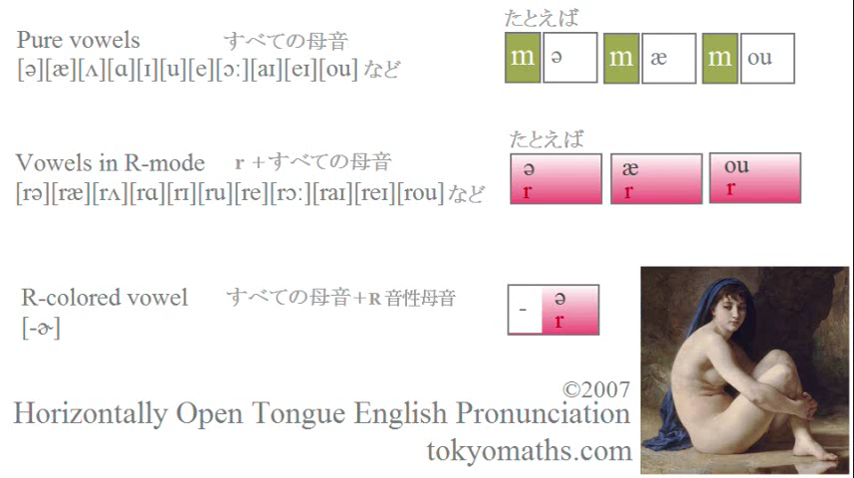 たとえば
Pure vowels すべての母音
m ə m æ m ou
[ə][æ][ʌ][ɑ][ɪ][u][e][ɔː][aɪ][eɪ][ou] など
たとえば
Vowels in R-mode r +すべての母音
ə æ ou
[rə][ræ][rʌ][rɑ][rɪ][ru][re][rɔː][raɪ][reɪ][rou] など
r r r
R-colored vowel すべての母音+R 音性母音
- ə
r
[-ɚ]
©2007
Horizontally Open Tongue English Pronunciation
tokyomaths.com